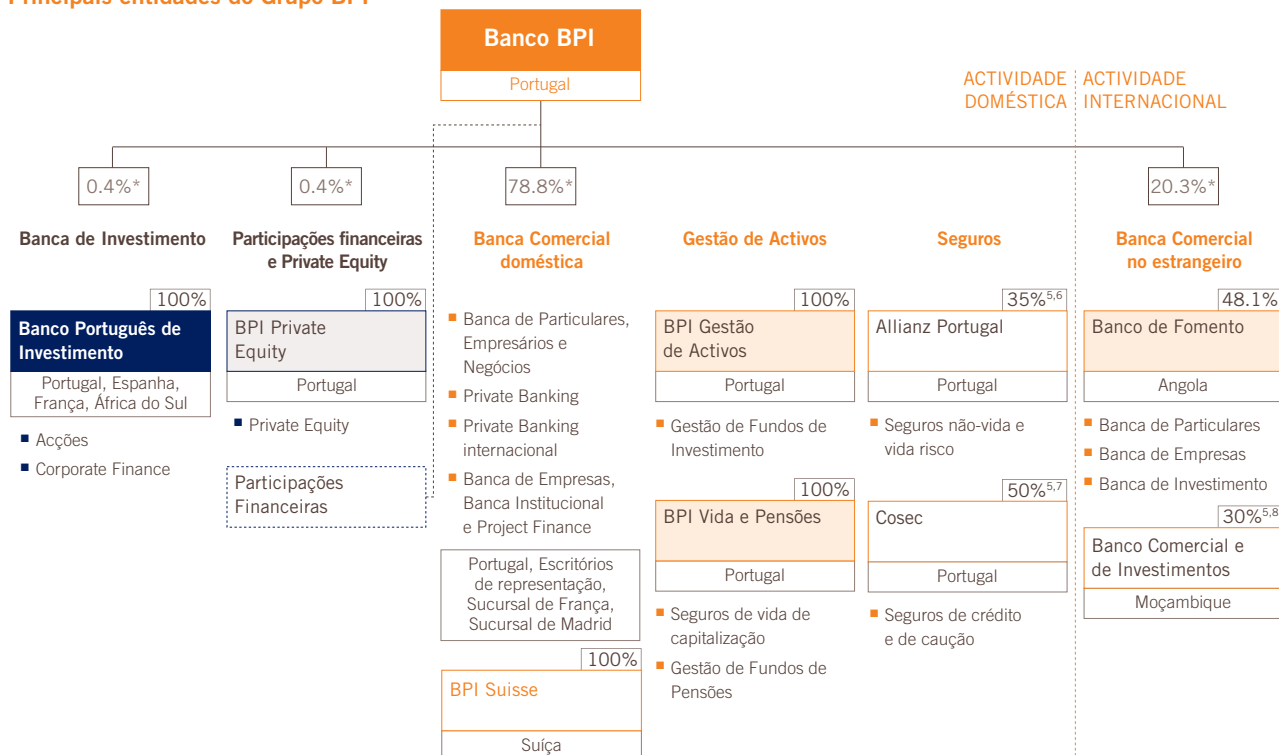 Principais entidades do Grupo BPI
Banco BPI
Portugal
ACTIVIDADE
DOMÉSTICA
ACTIVIDADE
INTERNACIONAL
0.4%*
0.4%*
78.8%*
20.3%*
Banca de Investimento
100%
Banco Português de
Investimento
Portugal, Espanha,
França, África do Sul
■ Acções
■ Corporate Finance
Participações financeiras
e Private Equity
100%
BPI Private
Equity
Portugal
■ Private Equity
Participações
Financeiras
Banca Comercial
doméstica
■ Banca de Particulares,
Empresários e
Negócios
■ Private Banking
■ Private Banking
internacional
■ Banca de Empresas,
Banca Institucional
e Project Finance
Portugal, Escritórios
de representação,
Sucursal de França,
Sucursal de Madrid
100%
BPI Suisse
Suíça
Gestão de Activos
100%
BPI Gestão
de Activos
Portugal
■ Gestão de Fundos de
Investimento
100%
BPI Vida e Pensões
Portugal
■ Seguros de vida de
capitalização
■ Gestão de Fundos de
Pensões
Seguros
35%5,6
Allianz Portugal
Portugal
■ Seguros não-vida e
vida risco
50%5,7
Cosec
Portugal
■ Seguros de crédito
e de caução
Banca Comercial
no estrangeiro
48.1%
Banco de Fomento
Angola
■ Banca de Particulares
■ Banca de Empresas
■ Banca de Investimento
30%5,8
Banco Comercial e
de Investimentos
Moçambique